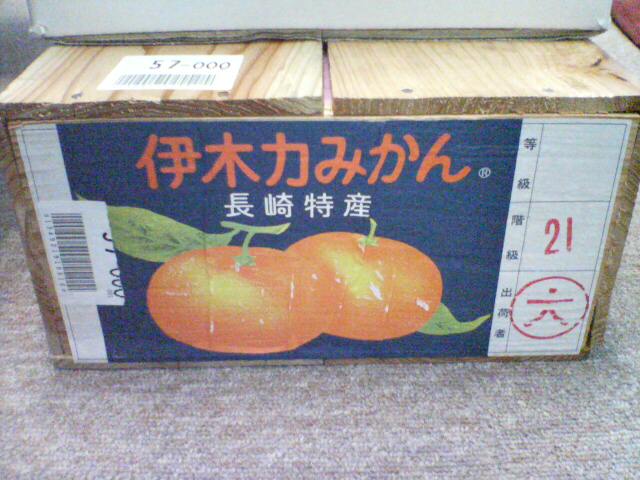 57-000
伊木力みかん®
長崎特産
等級
階級
21
出荷者
一六
57-000